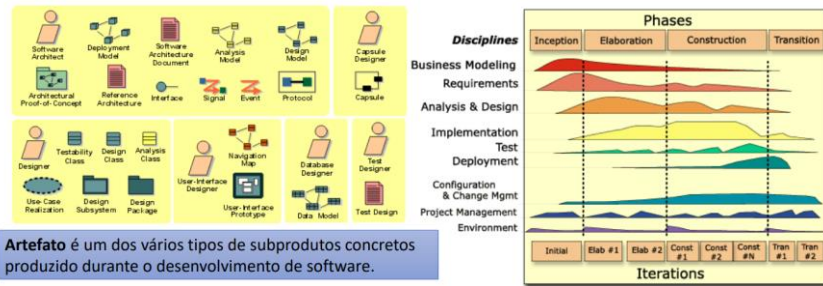 Software
Architect
Deployment
Model
Software
Architecture
Document
Analysis
Model
Design
Model
Capsule
Designer
Architectural
Proof-of-Concept
Reference
Architecture
Interface
Signal
Event
Protocol
Capsule
Designer
Testability
Class
Design
Class
Analysis
Class
Use-Case
Realization
Design
Subsystem
Design
Package
User-Interface
Designer
Navigation
Map
User-Interface
Prototype
Database
Designer
Data Model
Test
Designer
Test Design
Artefato é um dos vários tipos de subprodutos concretos
produzido durante o desenvolvimento de software.
Phases
Disciplines
Inception
Elaboration
Construction
Transition
Business Modeling
Requirements
Analysis & Design
Implementation
Test
Deployment
Configuration
& Change Mgmt
Project Management
Environment
Initial
Elab #1
Elab #2
Const
#1
Const
#2
Const
#N
Tran
#1
Tran
#2
Iterations